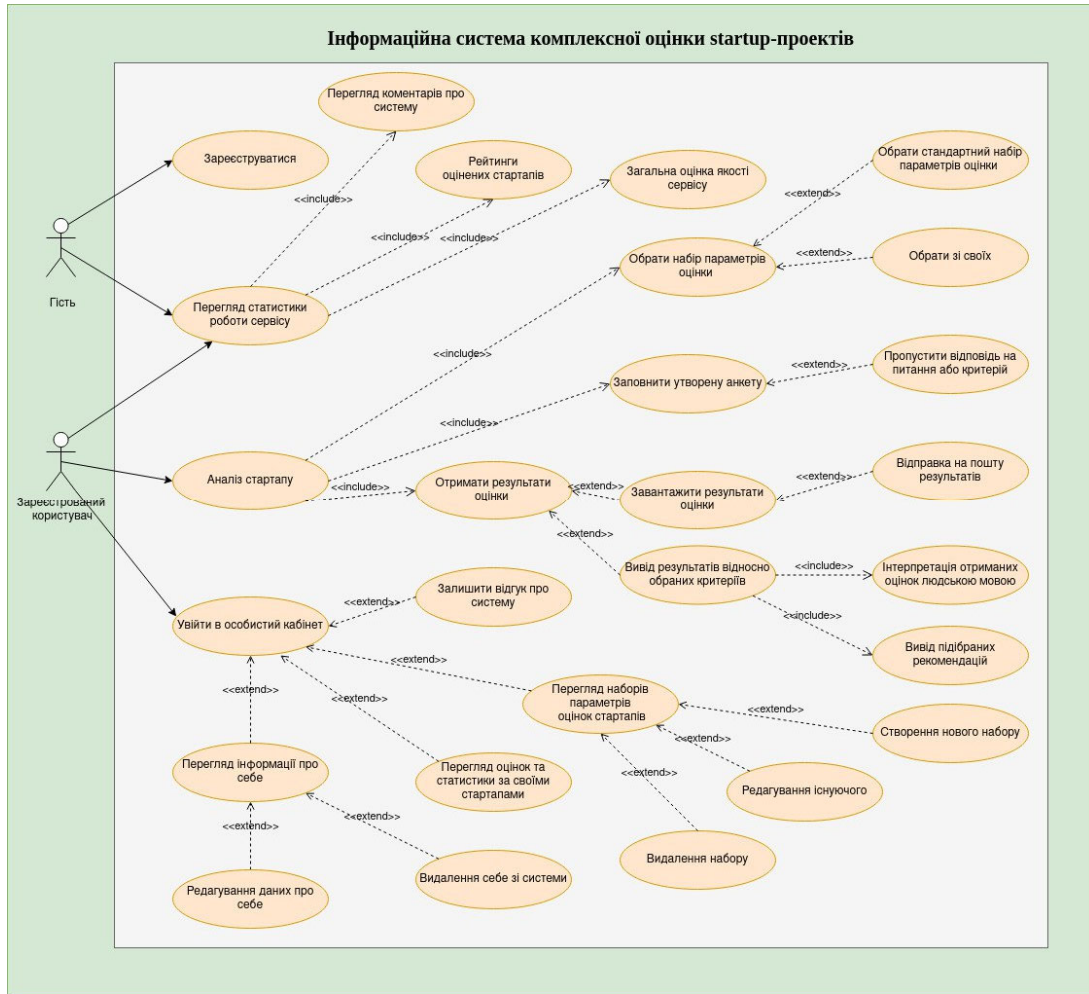 Інформаційна система комплексної оцінки startup-проектів
Перегляд коментарів про
систему
Зареєструватися
Рейтинги
оцінених стартапів
Загальна оцінка якості
сервісу
Обрати стандартний набір
параметрів оцінки
<<include>>
<<extend>>
<<include>>
<<include>>
Гість
Перегляд статистики
роботи сервісу
Обрати набір параметрів
оцінки
<<extend>>
Обрати зі своїх
<<include>>
Заповнити утворену анкету
<<extend>>
Пропустити відповідь на
питання або критерій
<<include>>
Зареєстрований
користувач
Аналіз стартапу
<<include>>
Отримати результати
оцінки
<<extend>>
Завантажити результати
оцінки
<<extend>>
Відправка на пошту
результатів
<<extend>>
Вивід результатів відносно
обраних критеріїв
<<include>>
Інтерпретація отриманих
оцінок людською мовою
<<include>>
Вивід підібраних
рекомендацій
Увійти в особистий кабінет
<<extend>>
Залишити відгук про
систему
<<extend>>
Перегляд наборів
параметрів
оцінок стартапів
<<extend>>
Створення нового набору
<<extend>>
<<extend>>
Перегляд інформації про
себе
<<extend>>
Перегляд оцінок та
статистики за своїми
стартапами
<<extend>>
Редагування існуючого
<<extend>>
<<extend>>
Видалення набору
Редагування даних про
себе
Видалення себе зі системи